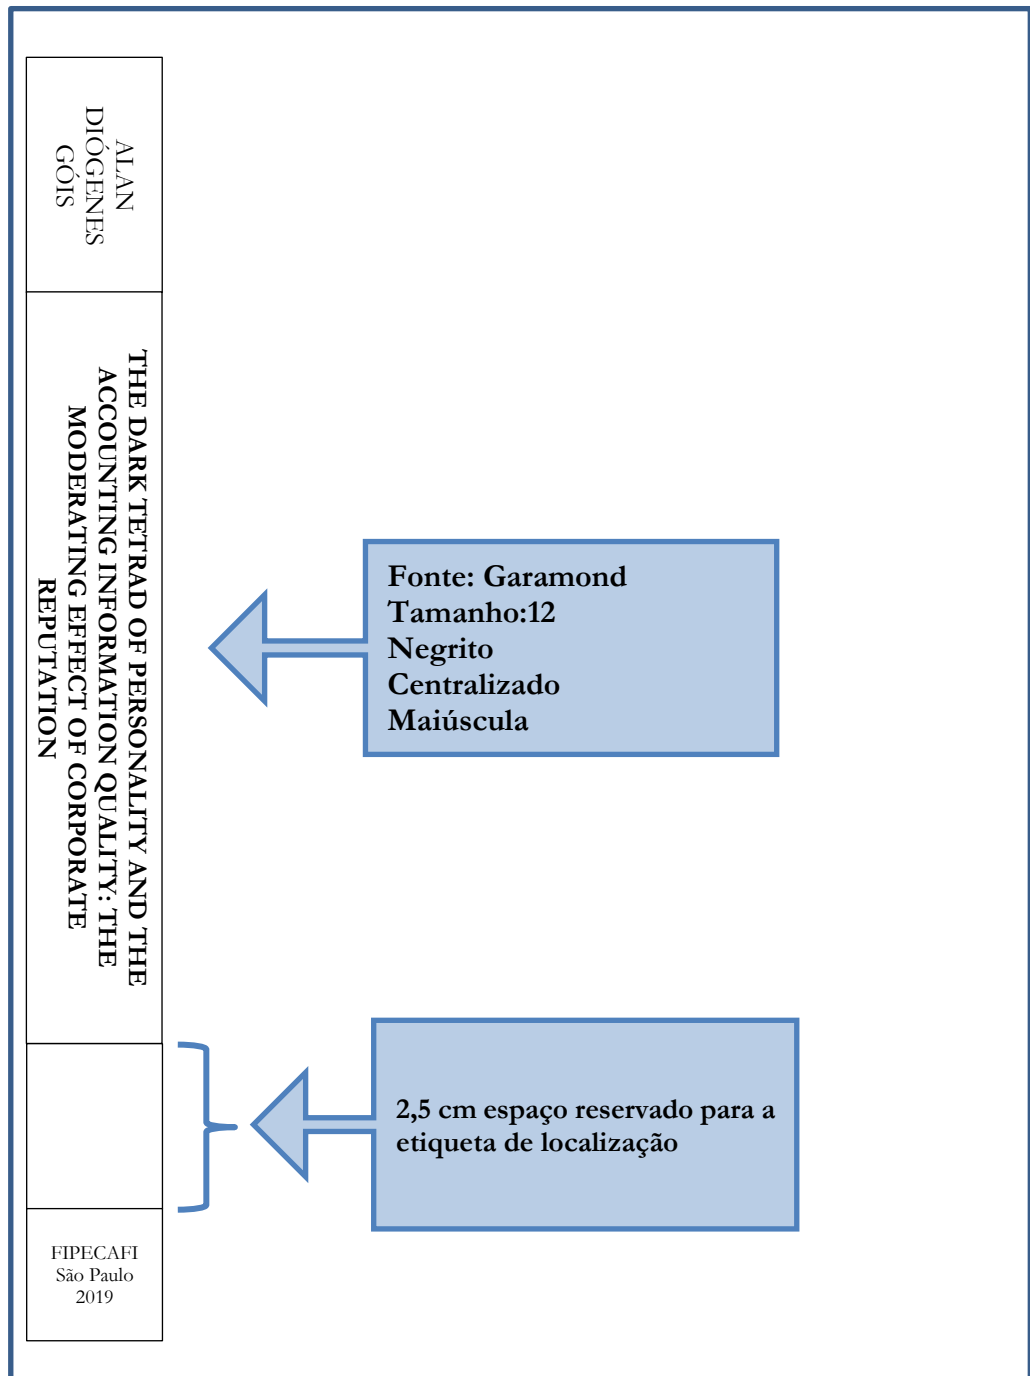 ALAN
DIÓGENES
GÓIS
THE DARK TETRAD OF PERSONALITY AND THE
ACCOUNTING INFORMATION QUALITY: THE
MODERATING EFFECT OF CORPORATE
REPUTATION
Fonte: Garamond
Tamanho:12
Negrito
Centralizado
Maiúscula
2,5 cm espaço reservado para a
etiqueta de localização
FIPECAFI
São Paulo
2019